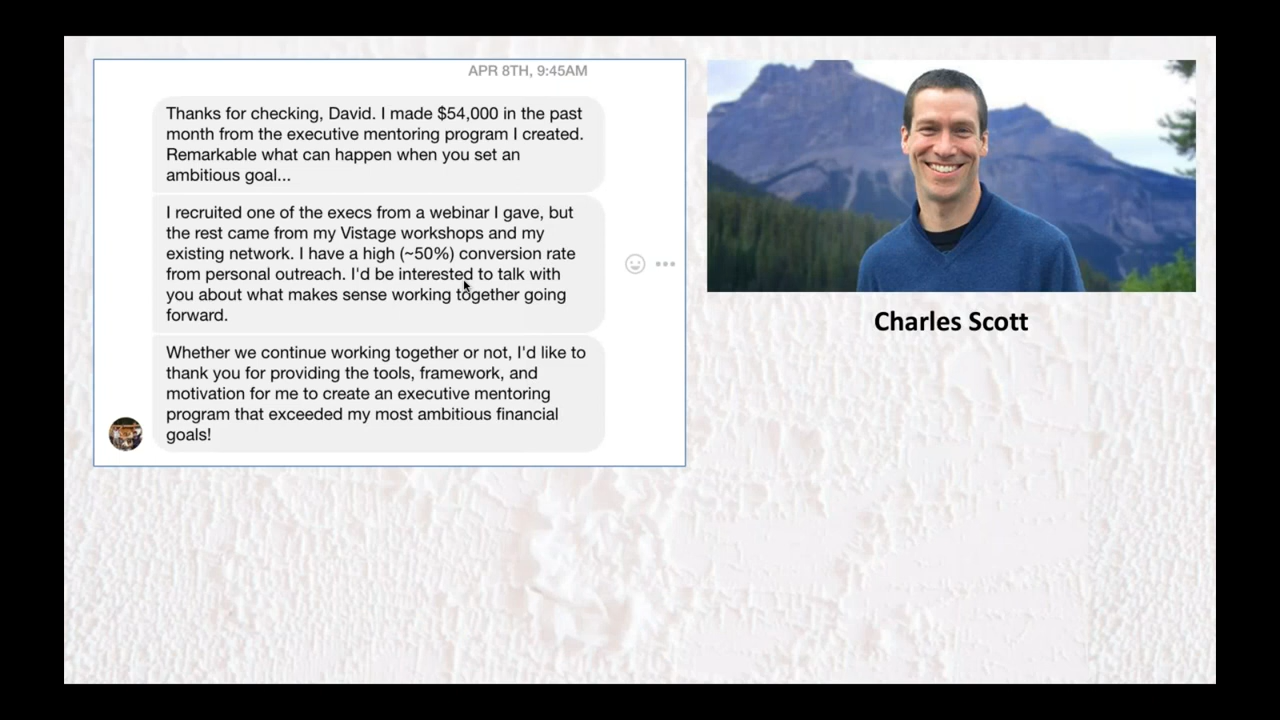 APR 8TH, 9:45AM
Thanks for checking, David. I made $54,000 in the past
month from the executive mentoring program I created.
Remarkable what can happen when you set an
ambitious goal...
I recruited one of the execs from a webinar I gave, but
the rest came from my Vistage workshops and my
existing network. I have a high (~50%) conversion rate
from personal outreach. I'd be interested to talk with
you about what makes sense working together going
forward.
Whether we continue working together or not, I'd like to
thank you for providing the tools, framework, and
motivation for me to create an executive mentoring
program that exceeded my most ambitious financial
goals!
Charles Scott